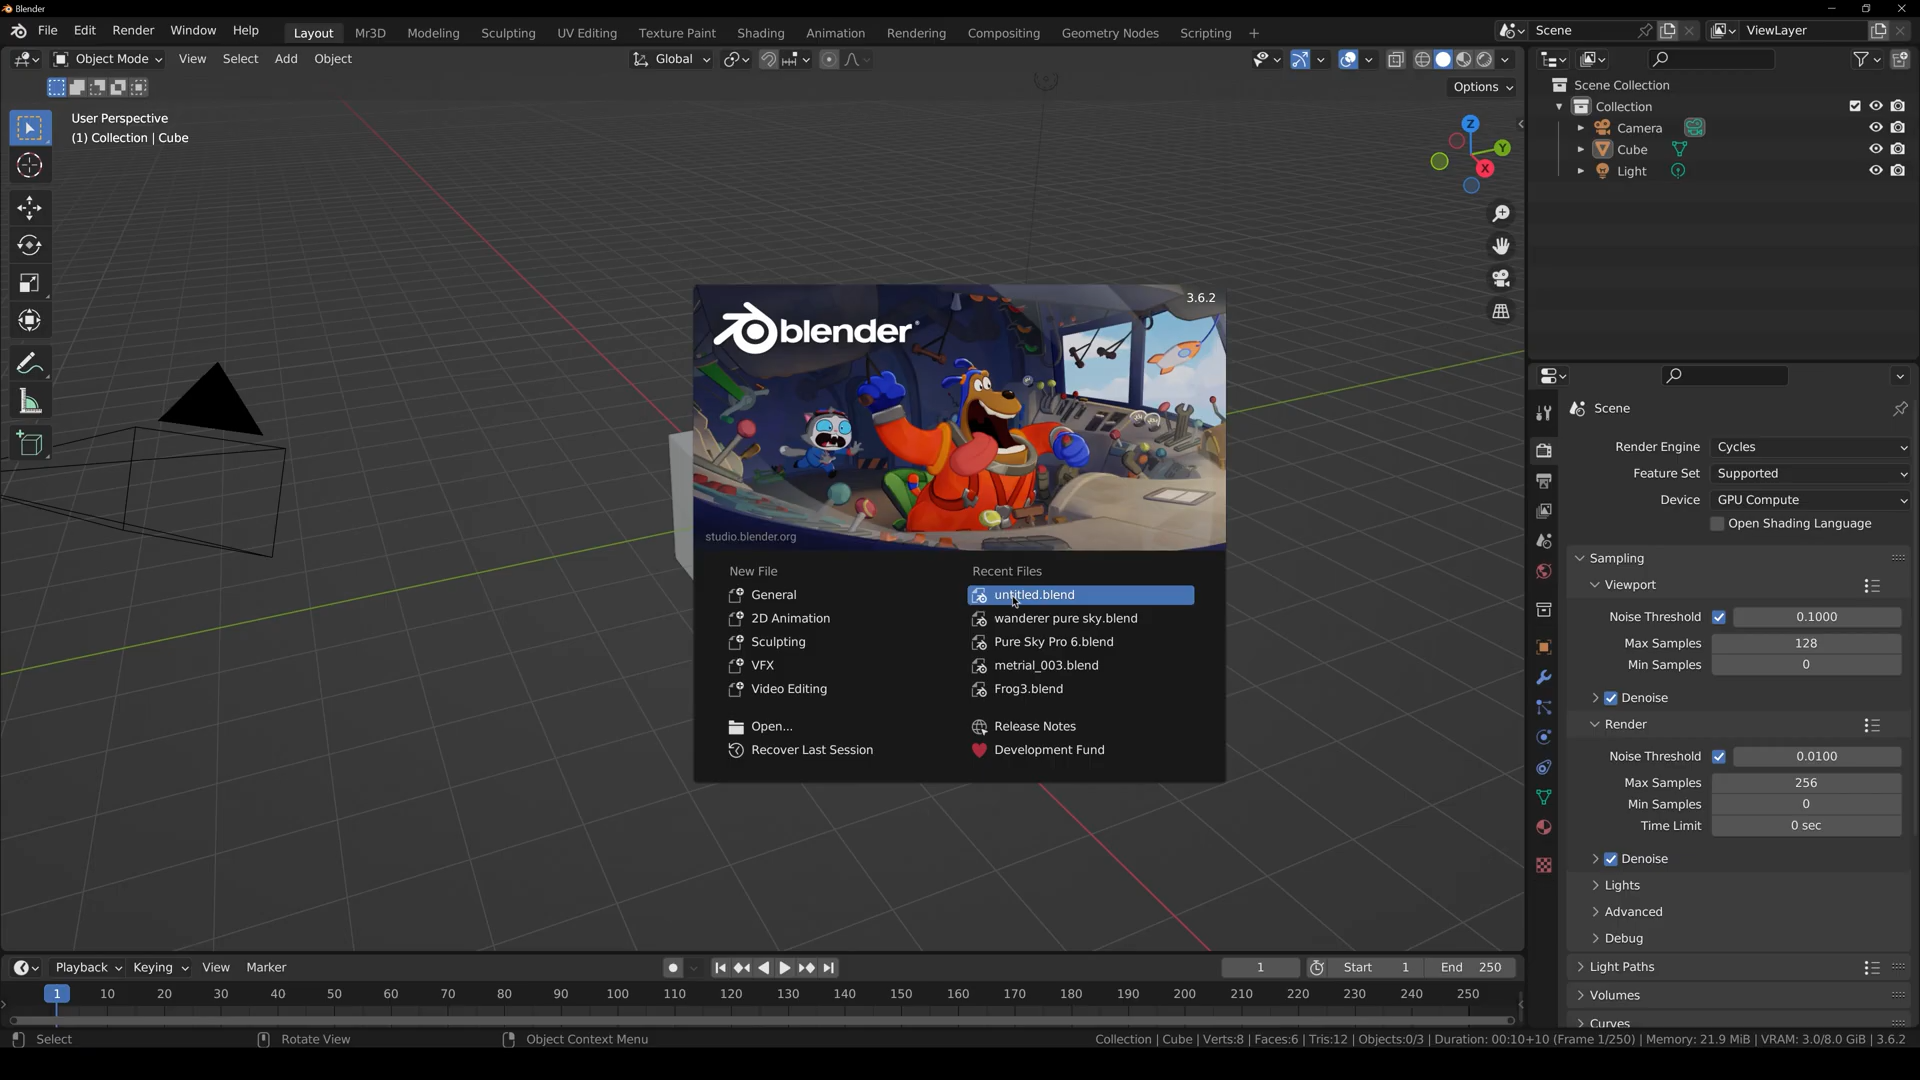 Blender
File Edit Render Window Help Layout Mr3D Modeling Sculpting UV Editing Texture Paint Shading Animation Rendering Compositing Geometry Nodes Scripting + Scene ViewLayer
Object Mode View Select Add Object Global
Options
User Perspective
(1) Collection | Cube
Z
Y
X
Scene Collection
Collection
Camera
Cube
Light
3.6.2
blender
studio.blender.org
New File
General
2D Animation
Sculpting
VFX
Video Editing
Open...
Recover Last Session
Recent Files
untitled.blend
wanderer pure sky.blend
Pure Sky Pro 6.blend
metrial_003.blend
Frog3.blend
Release Notes
Development Fund
Scene
Render Engine Cycles
Feature Set Supported
Device GPU Compute
Open Shading Language
Sampling
Viewport
Noise Threshold 0.1000
Max Samples 128
Min Samples 0
Denoise
Render
Noise Threshold 0.0100
Max Samples 256
Min Samples 0
Time Limit 0 sec
Denoise
Lights
Advanced
Debug
Light Paths
Volumes
Curves
Playback Keying View Marker 1 Start 1 End 250
1 10 20 30 40 50 60 70 80 90 100 110 120 130 140 150 160 170 180 190 200 210 220 230 240 250
Select Rotate View Object Context Menu Collection | Cube | Verts:8 | Faces:6 | Tris:12 | Objects:0/3 | Duration: 00:10+10 (Frame 1/250) | Memory: 21.9 MiB | VRAM: 3.0/8.0 GiB | 3.6.2